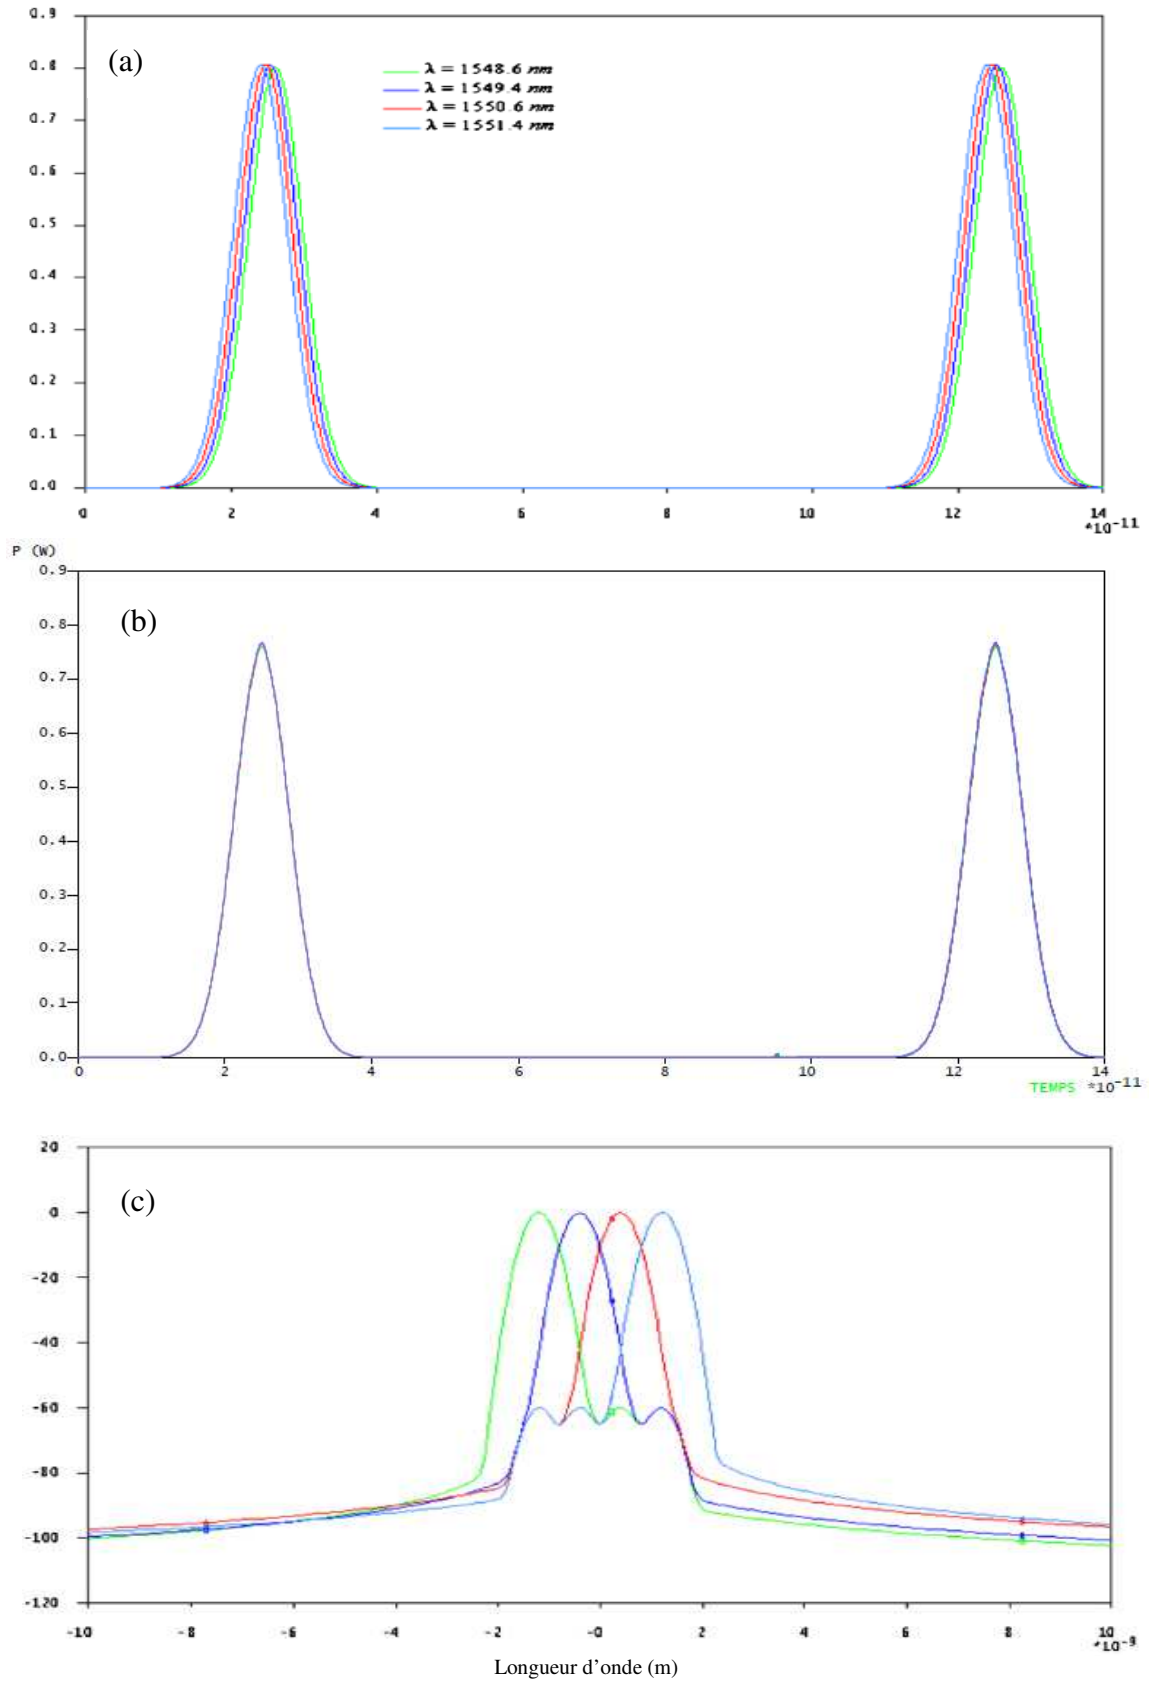 0.9
(a)
λ = 1548.6 nm
0.8
λ = 1549.4 nm
λ = 1550.6 nm
λ = 1551.4 nm
0.7
0.6
0.5
0.4
0.3
0.2
0.1
0.0
0 2 4 6 8 10 12 14
*10-11
P (W)
0.9
(b)
0.8
0.7
0.6
0.5
0.4
0.3
0.2
0.1
0.0
0 2 4 6 8 10 12 14
TEMPS *10-11
20
(c)
0
-20
-40
-60
-80
-100
-120
-10 -8 -6 -4 -2 -0 2 4 6 8 10
*10-9
Longueur d'onde (m)